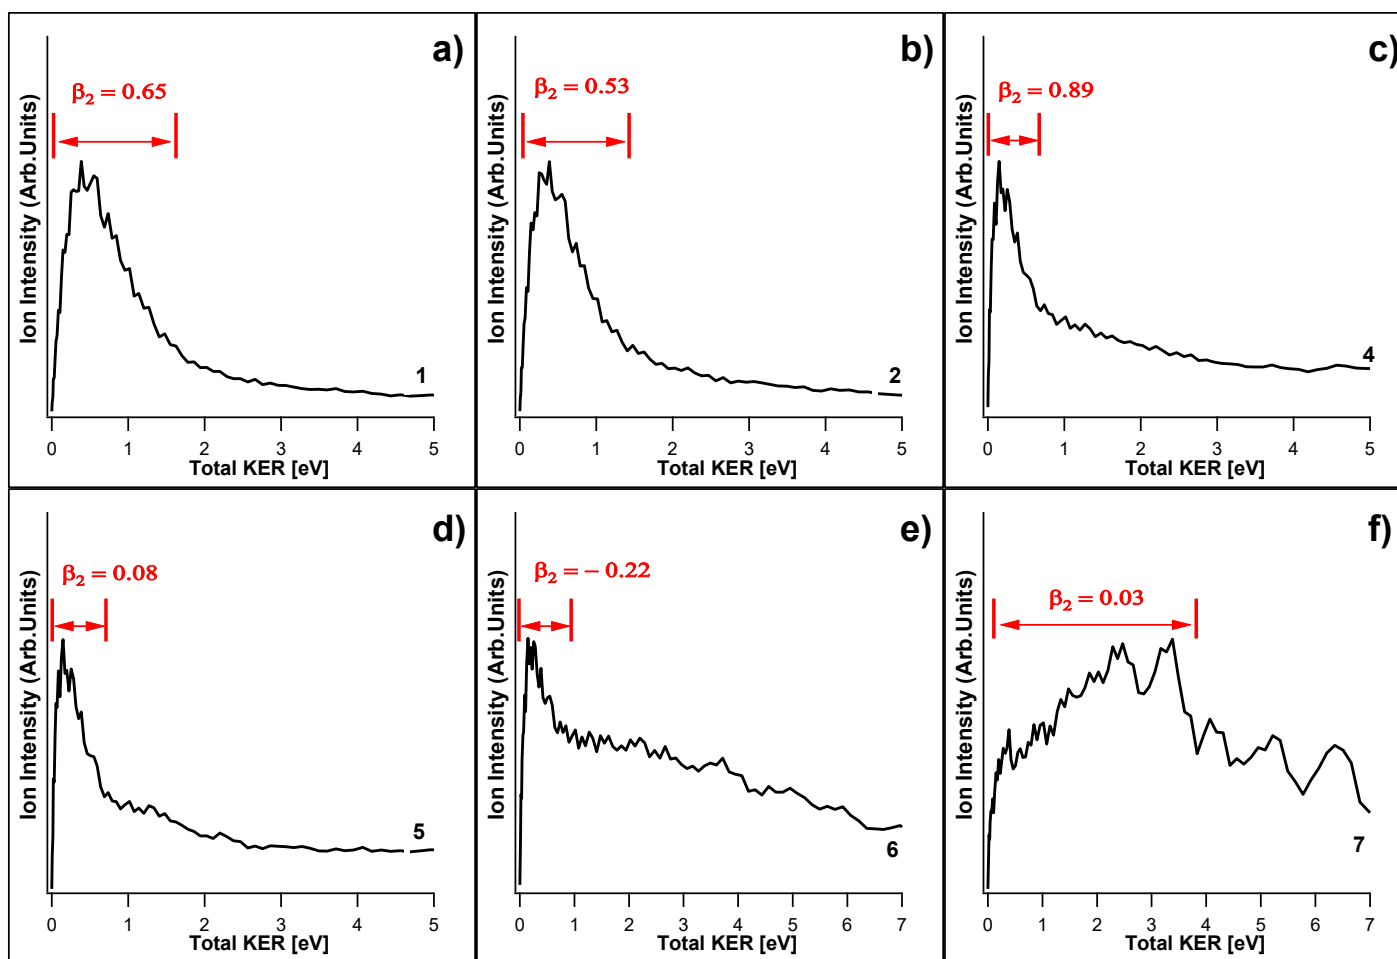 a)
β₂ = 0.65
Ion Intensity (Arb.Units)
1
0 1 2 3 4 5
Total KER [eV]
b)
β₂ = 0.53
Ion Intensity (Arb.Units)
2
0 1 2 3 4 5
Total KER [eV]
c)
β₂ = 0.89
Ion Intensity (Arb.Units)
4
0 1 2 3 4 5
Total KER [eV]
d)
β₂ = 0.08
Ion Intensity (Arb.Units)
5
0 1 2 3 4 5
Total KER [eV]
e)
β₂ = − 0.22
Ion Intensity (Arb.Units)
6
0 1 2 3 4 5 6 7
Total KER [eV]
f)
β₂ = 0.03
Ion Intensity (Arb.Units)
7
0 1 2 3 4 5 6 7
Total KER [eV]